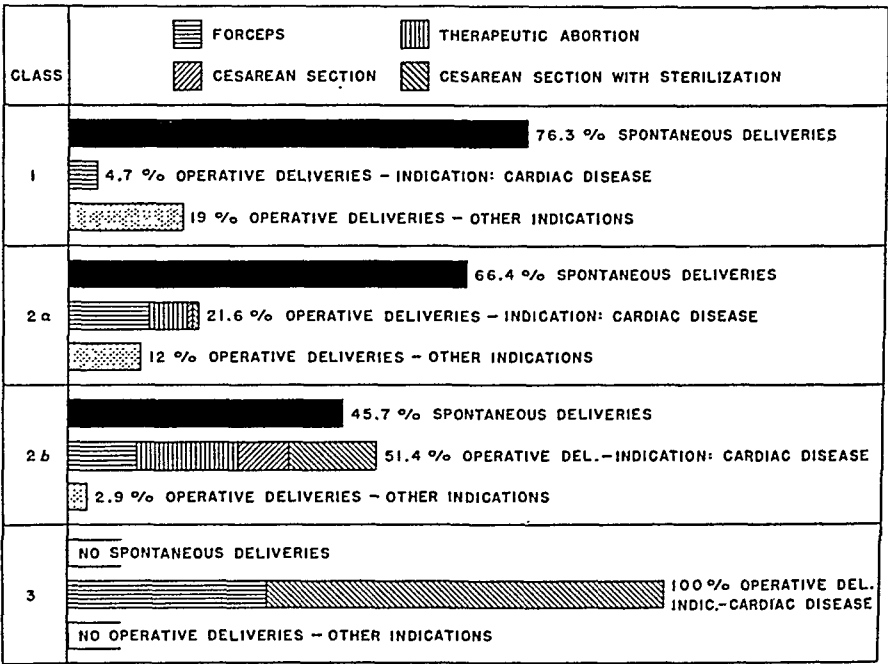 FORCEPS
THERAPEUTIC ABORTION
CLASS
CESAREAN SECTION
CESAREAN SECTION WITH STERILIZATION
1
76.3 % SPONTANEOUS DELIVERIES
4.7 % OPERATIVE DELIVERIES – INDICATION: CARDIAC DISEASE
19 % OPERATIVE DELIVERIES – OTHER INDICATIONS
2a
66.4 % SPONTANEOUS DELIVERIES
21.6 % OPERATIVE DELIVERIES – INDICATION: CARDIAC DISEASE
12 % OPERATIVE DELIVERIES – OTHER INDICATIONS
2b
45.7 % SPONTANEOUS DELIVERIES
51.4 % OPERATIVE DEL.–INDICATION: CARDIAC DISEASE
2.9 % OPERATIVE DELIVERIES – OTHER INDICATIONS
3
NO SPONTANEOUS DELIVERIES
100 % OPERATIVE DEL.
INDIC.–CARDIAC DISEASE
NO OPERATIVE DELIVERIES – OTHER INDICATIONS